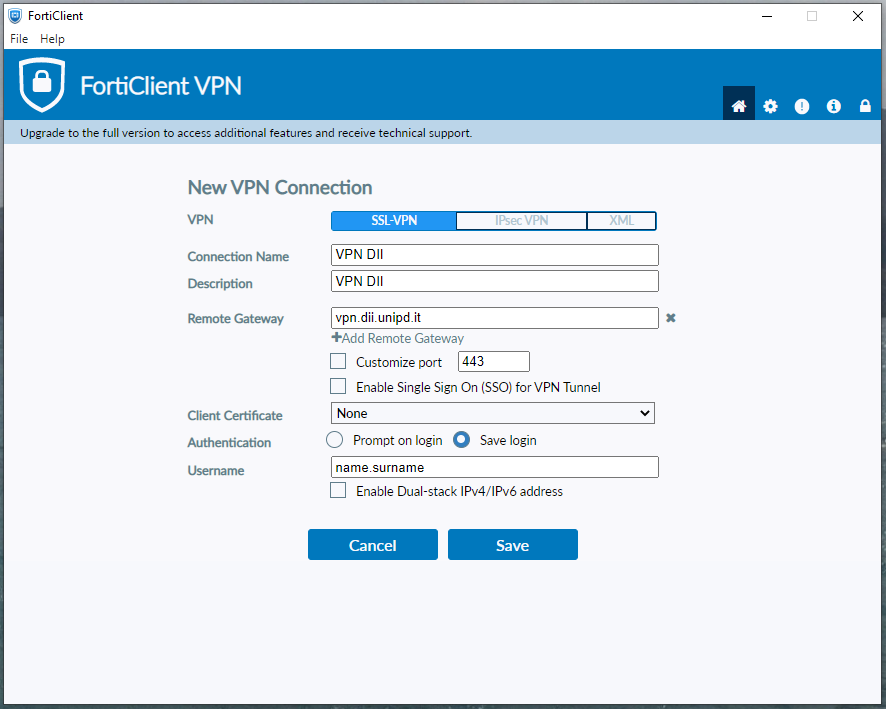 FortiClient
File Help
FortiClient VPN
Upgrade to the full version to access additional features and receive technical support.
New VPN Connection
VPN SSL-VPN IPsec VPN XML
Connection Name VPN DII
Description VPN DII
Remote Gateway vpn.dii.unipd.it
+Add Remote Gateway
Customize port 443
Enable Single Sign On (SSO) for VPN Tunnel
Client Certificate None
Authentication Prompt on login Save login
Username name.surname
Enable Dual-stack IPv4/IPv6 address
Cancel Save